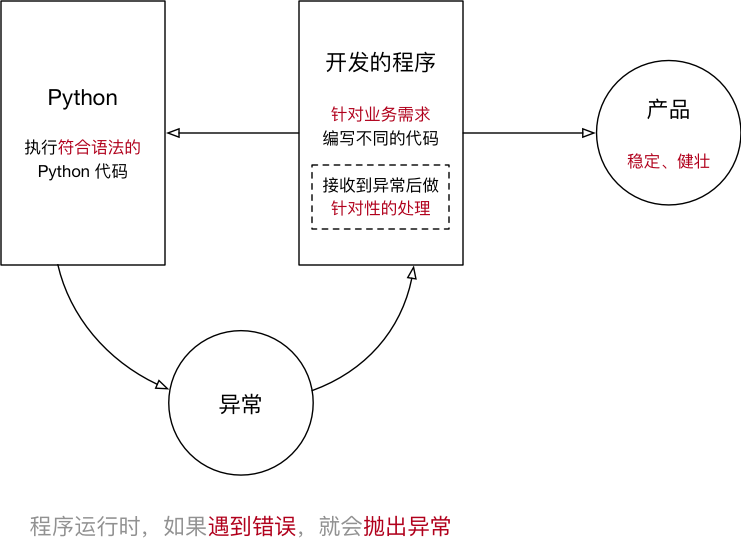 Python
执行符合语法的
Python 代码
开发的程序
针对业务需求
编写不同的代码
接收到异常后做
针对性的处理
产品
稳定、健壮
异常
程序运行时，如果遇到错误，就会抛出异常